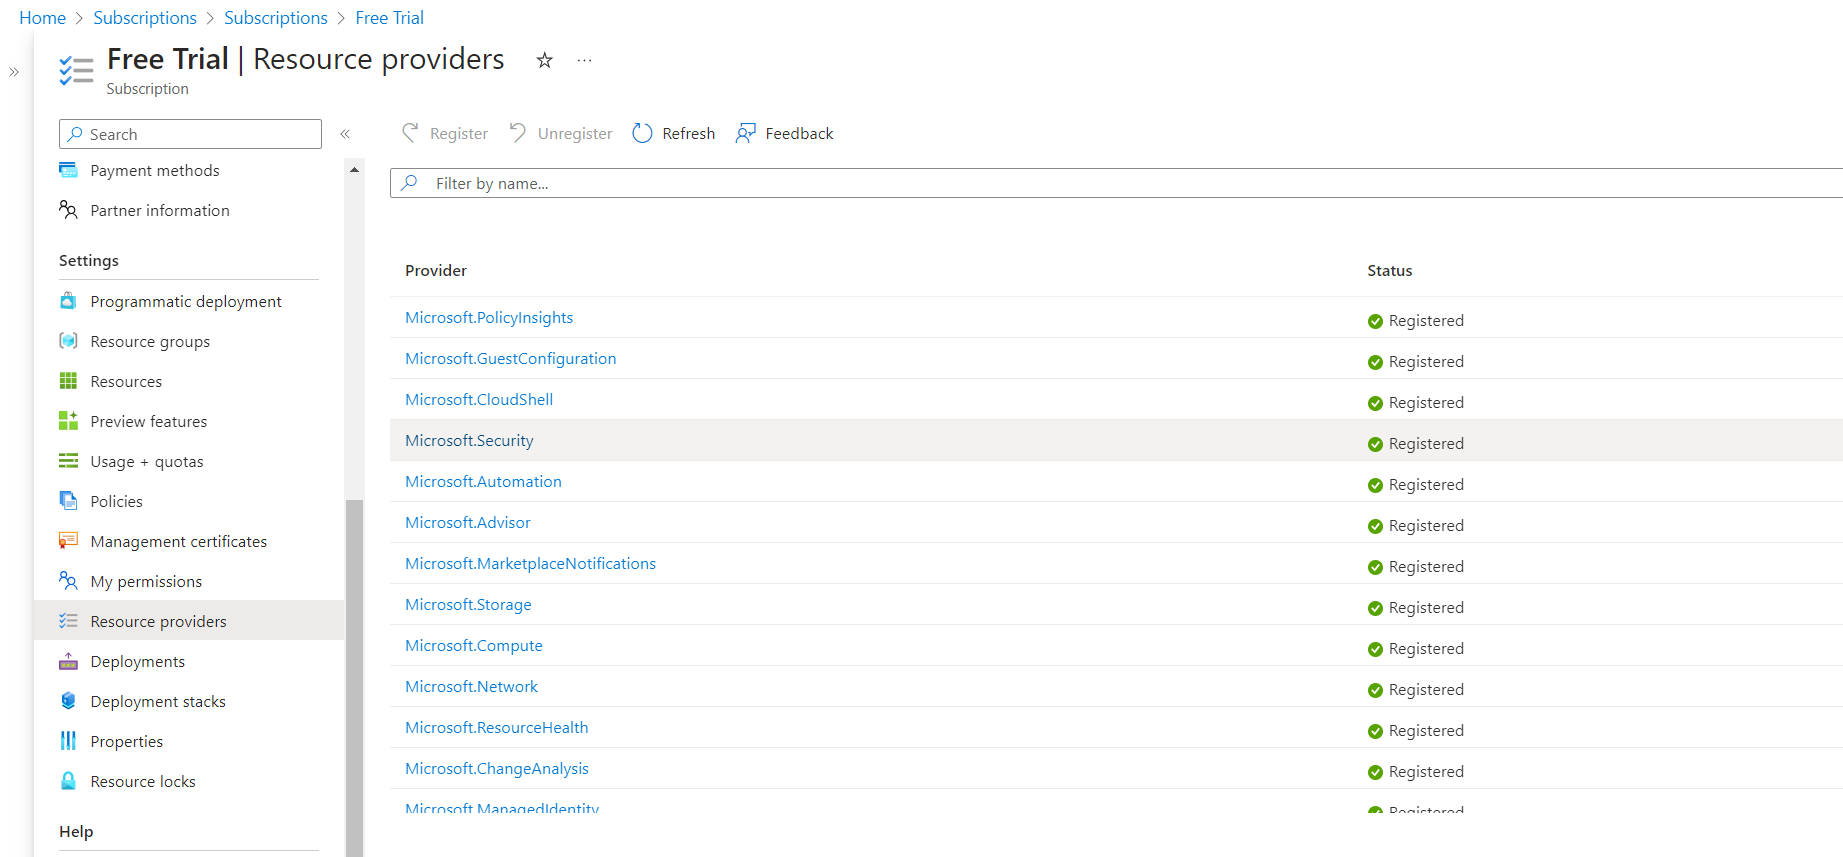 Home > Subscriptions > Subscriptions > Free Trial
Free Trial | Resource providers
Subscription
Search
Payment methods
Partner information
Settings
Programmatic deployment
Resource groups
Resources
Preview features
Usage + quotas
Policies
Management certificates
My permissions
Resource providers
Deployments
Deployment stacks
Properties
Resource locks
Help
Register Unregister Refresh Feedback
Filter by name...
Provider Status
Microsoft.PolicyInsights Registered
Microsoft.GuestConfiguration Registered
Microsoft.CloudShell Registered
Microsoft.Security Registered
Microsoft.Automation Registered
Microsoft.Advisor Registered
Microsoft.MarketplaceNotifications Registered
Microsoft.Storage Registered
Microsoft.Compute Registered
Microsoft.Network Registered
Microsoft.ResourceHealth Registered
Microsoft.ChangeAnalysis Registered
Microsoft.ManagedIdentity Registered